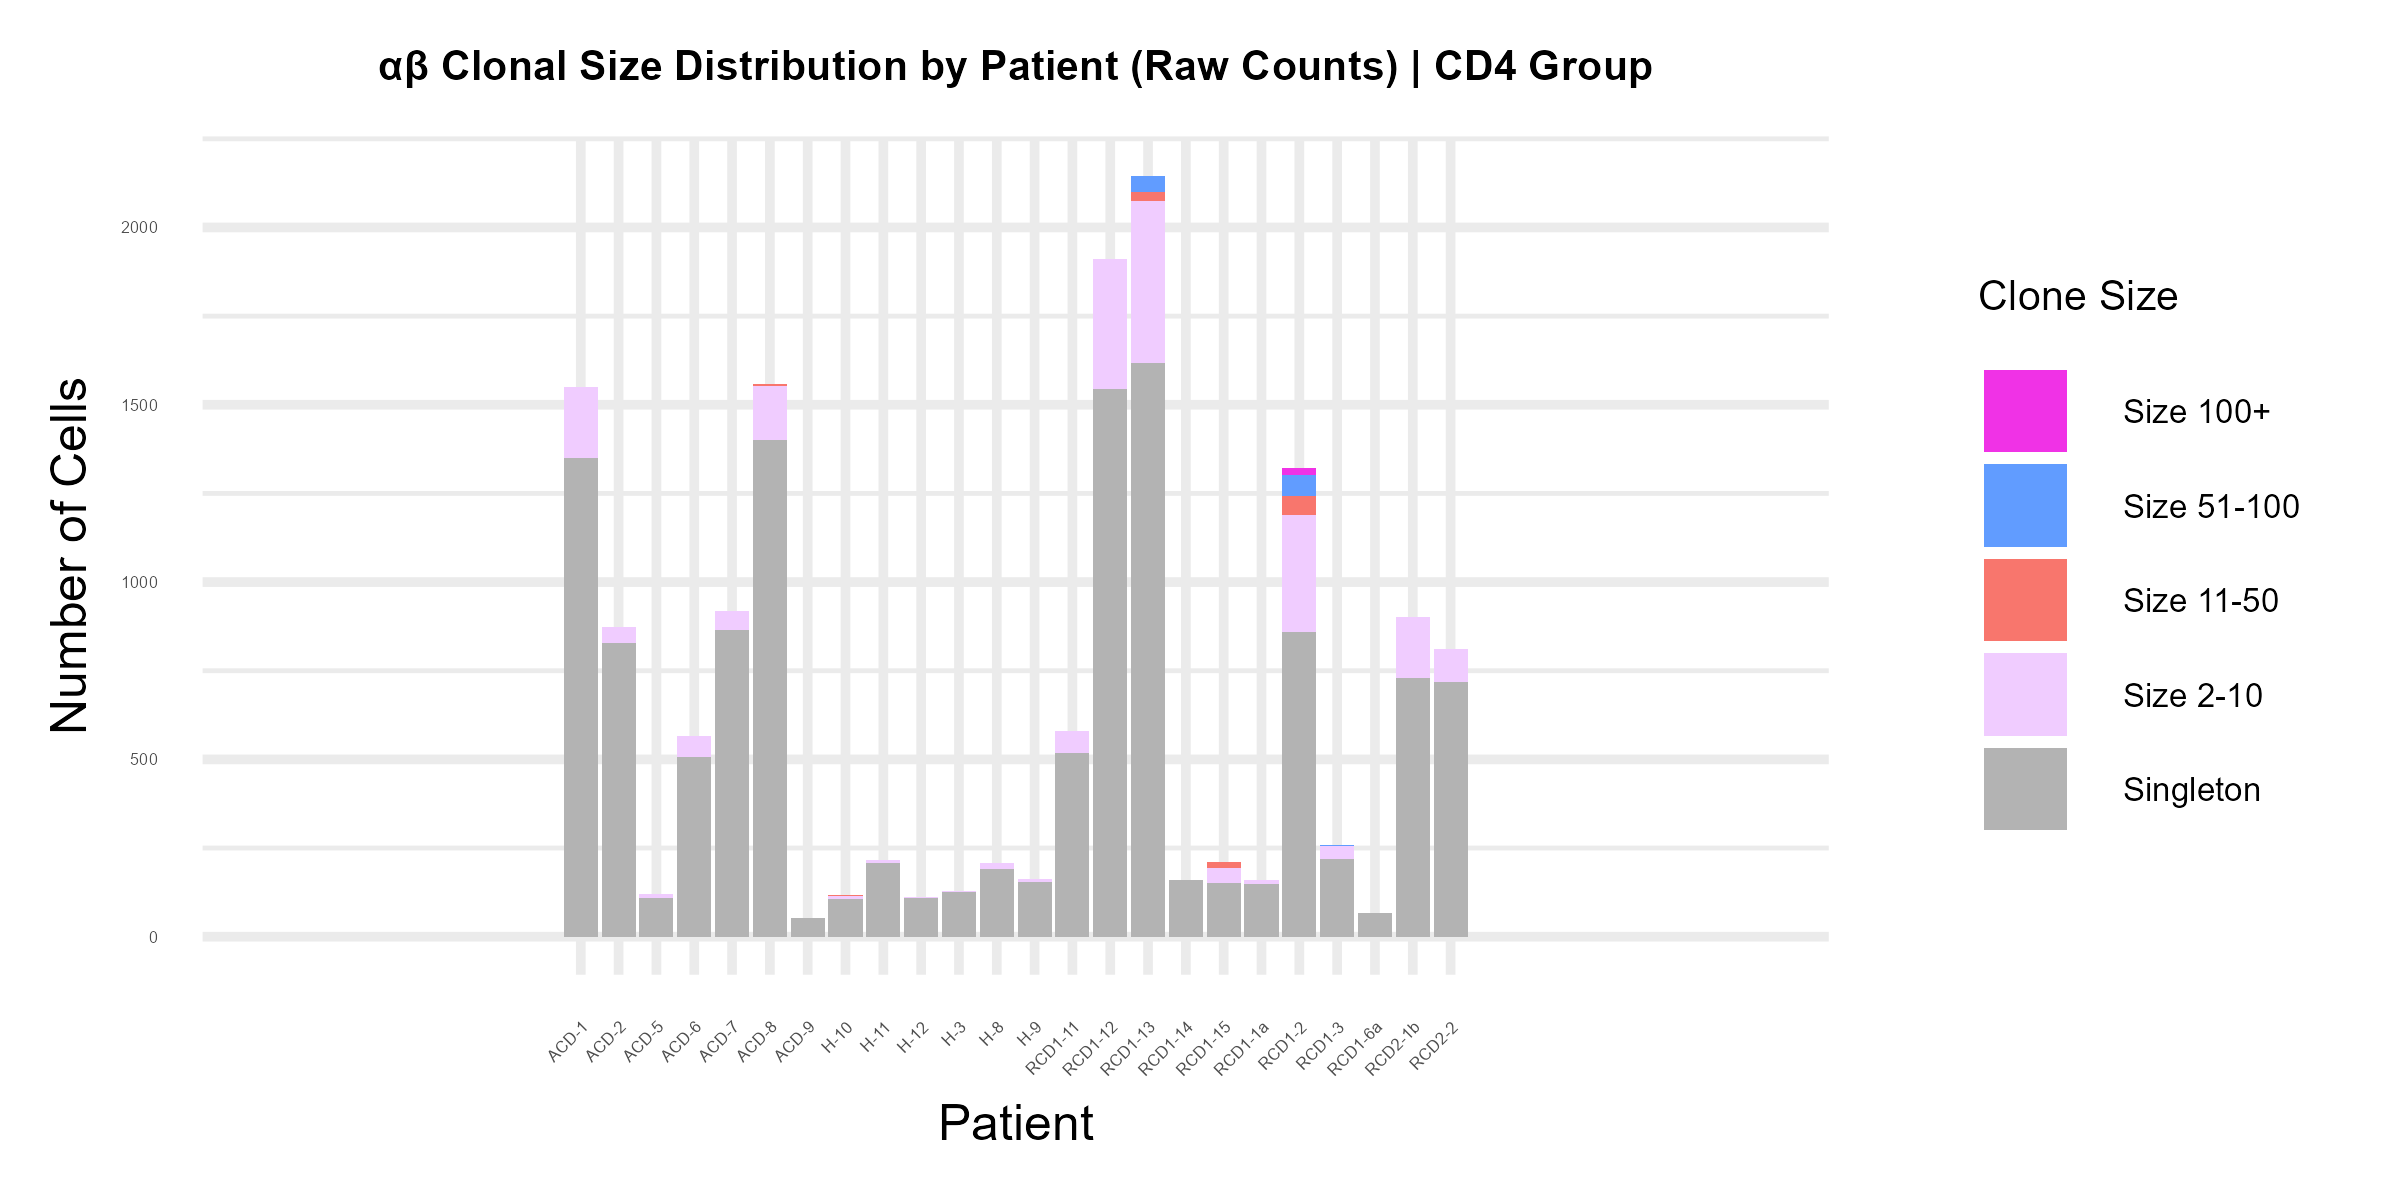 αβ Clonal Size Distribution by Patient (Raw Counts) | CD4 Group
Number of Cells
2000
1500
1000
500
0
ACD-1
ACD-2
ACD-5
ACD-6
ACD-7
ACD-8
ACD-9
H-10
H-11
H-12
H-3
H-8
H-9
RCD1-11
RCD1-12
RCD1-13
RCD1-14
RCD1-15
RCD1-1a
RCD1-2
RCD1-3
RCD1-6a
RCD2-1b
RCD2-2
Patient
Clone Size
Size 100+
Size 51-100
Size 11-50
Size 2-10
Singleton